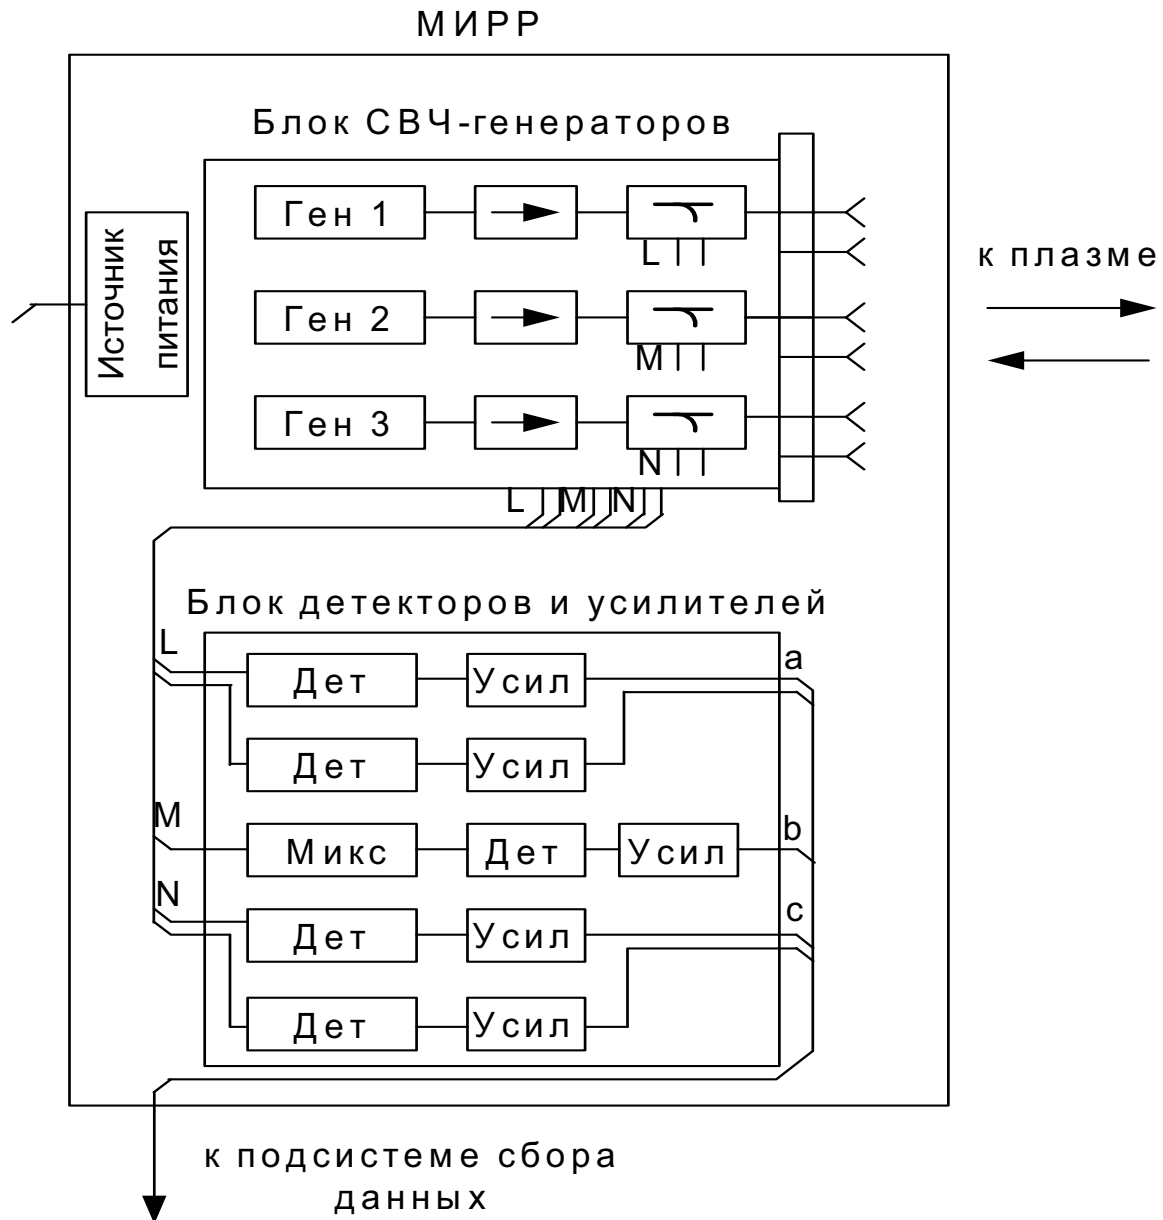 МИРР
Блок СВЧ-генераторов
Источник
питания
Ген 1
L
к плазме
Ген 2
M
Ген 3
N
L M N
Блок детекторов и усилителей
L
Дет Усил
a
Дет Усил
M
Микс Дет Усил
b
N
Дет Усил
c
Дет Усил
к подсистеме сбора
данных